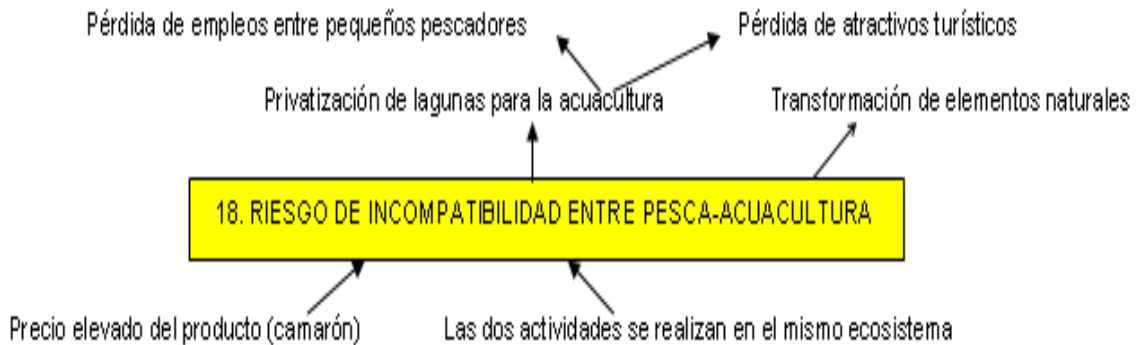 Pérdida de empleos entre pequeños pescadores
Pérdida de atractivos turísticos
Privatización de lagunas para la acuacultura
Transformación de elementos naturales
18. RIESGO DE INCOMPATIBILIDAD ENTRE PESCA-ACUACULTURA
Precio elevado del producto (camarón)
Las dos actividades se realizan en el mismo ecosistema